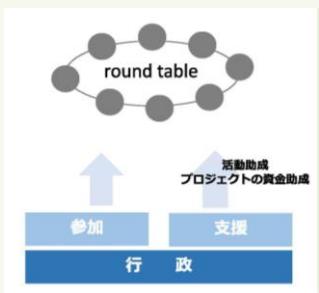 round table
活動助成
プロジェクトの資金助成
参加
支援
行　政